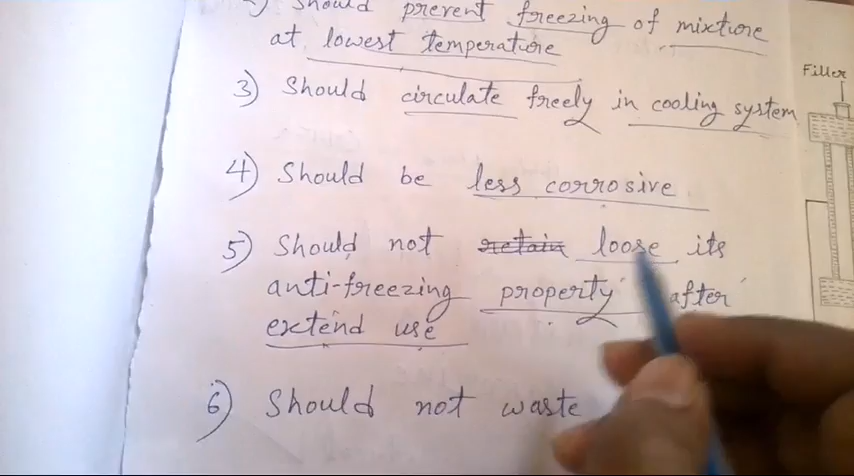 2) Should prevent freezing of mixture
at lowest temperature
3) Should circulate freely in cooling system
4) Should be less corrosive
5) Should not retain loose its
anti-freezing property after
extend use
6) Should not waste
Filler